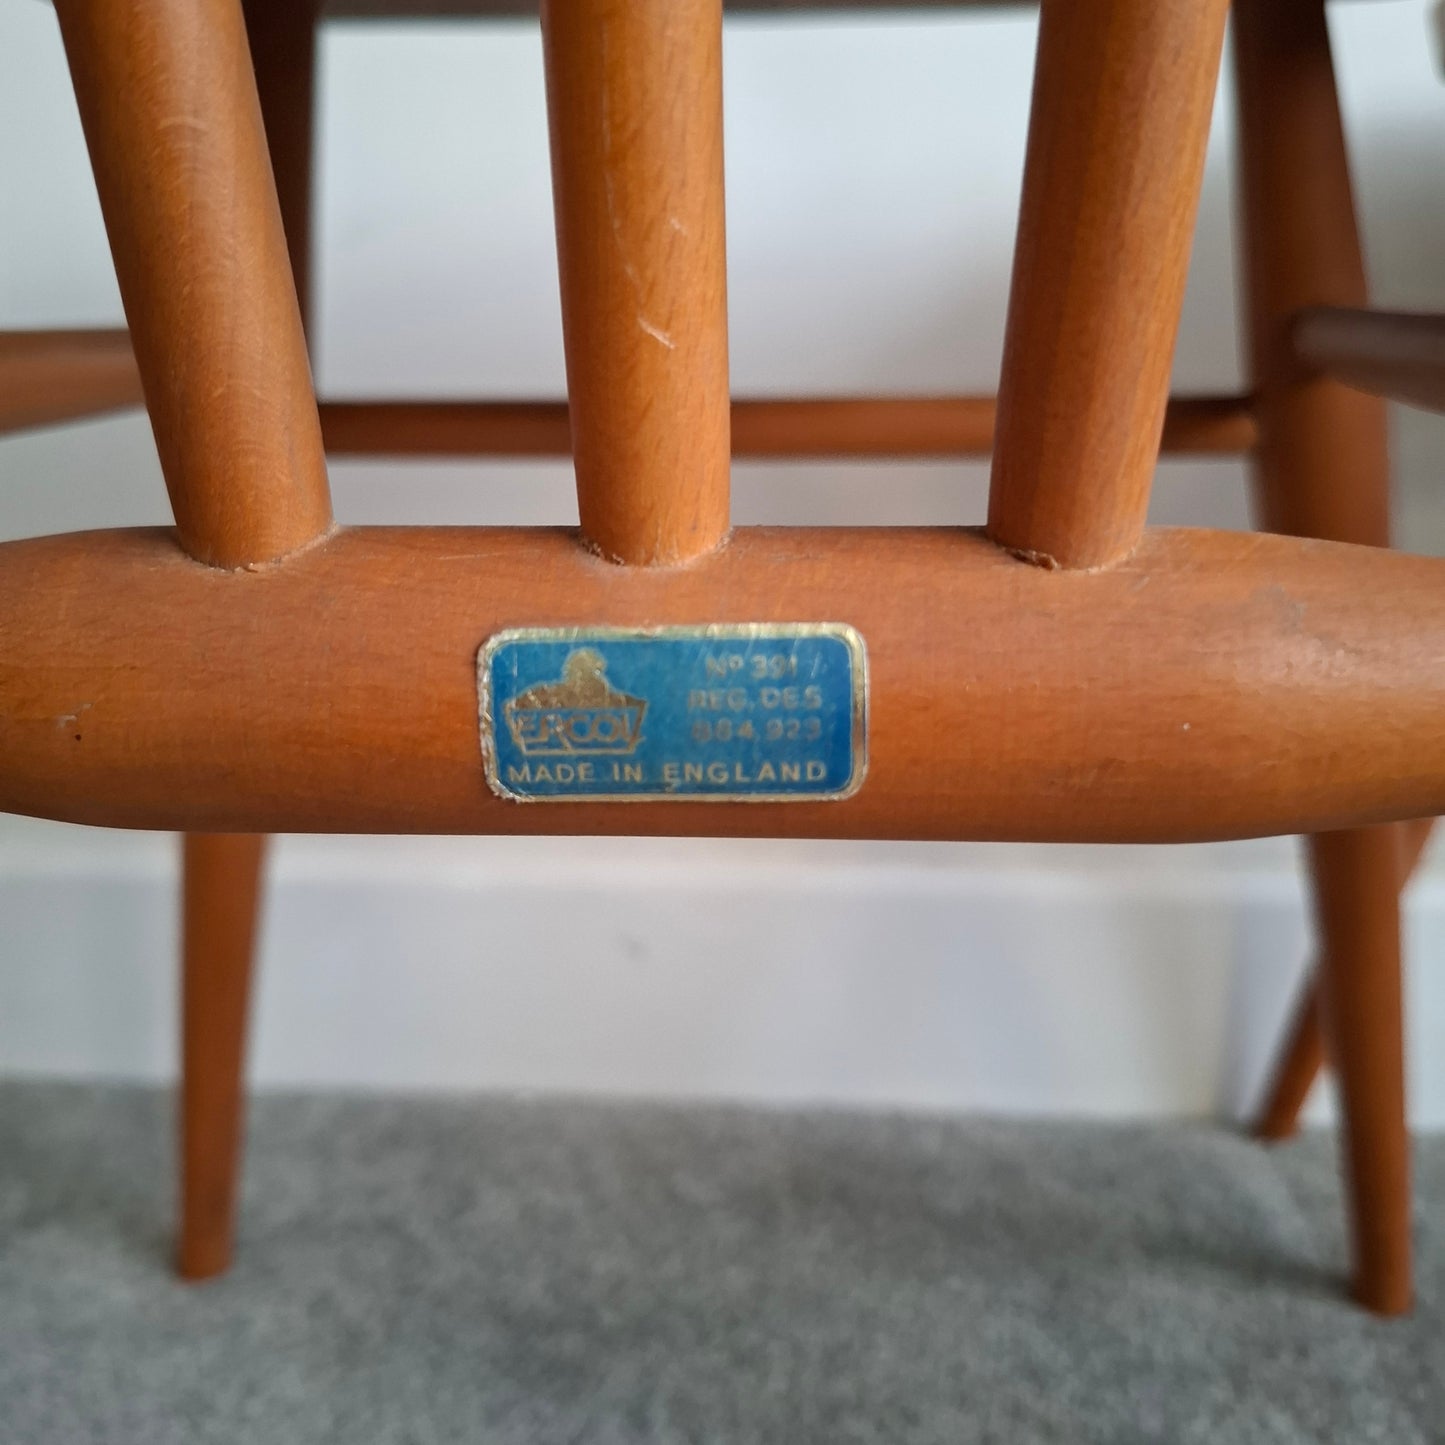 ERCOL
Nº 391
REG. DES.
884,923
MADE IN ENGLAND